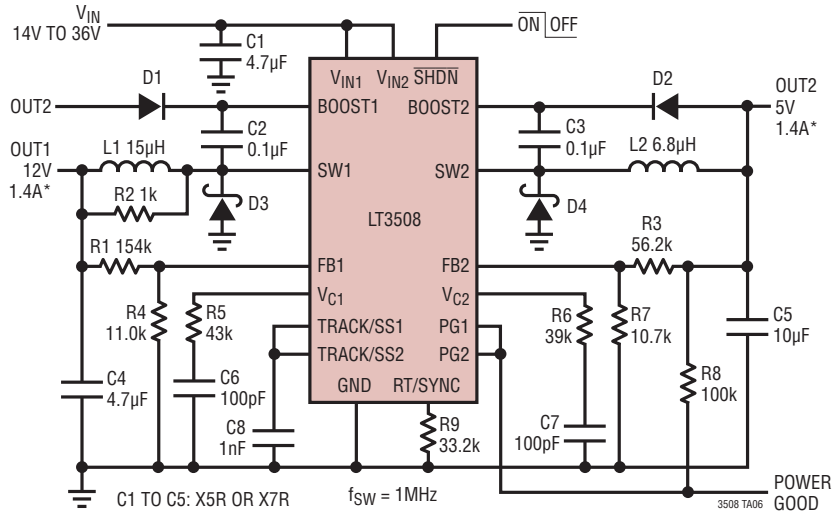 VIN
14V TO 36V
C1
4.7µF
ON OFF
VIN1
VIN2
SHDN
D1
D2
OUT2
BOOST1
BOOST2
OUT2
5V
1.4A*
C2
0.1µF
C3
0.1µF
OUT1
12V
1.4A*
L1 15µH
L2 6.8µH
SW1
SW2
R2 1k
D3
D4
LT3508
R1 154k
R3
56.2k
FB1
FB2
VC1
VC2
R4
11.0k
R5
43k
R6
39k
R7
10.7k
C5
10µF
TRACK/SS1
PG1
TRACK/SS2
PG2
R8
100k
C4
4.7µF
C6
100pF
GND
RT/SYNC
C8
1nF
R9
33.2k
C7
100pF
C1 TO C5: X5R OR X7R
fSW = 1MHz
3508 TA06
POWER
GOOD